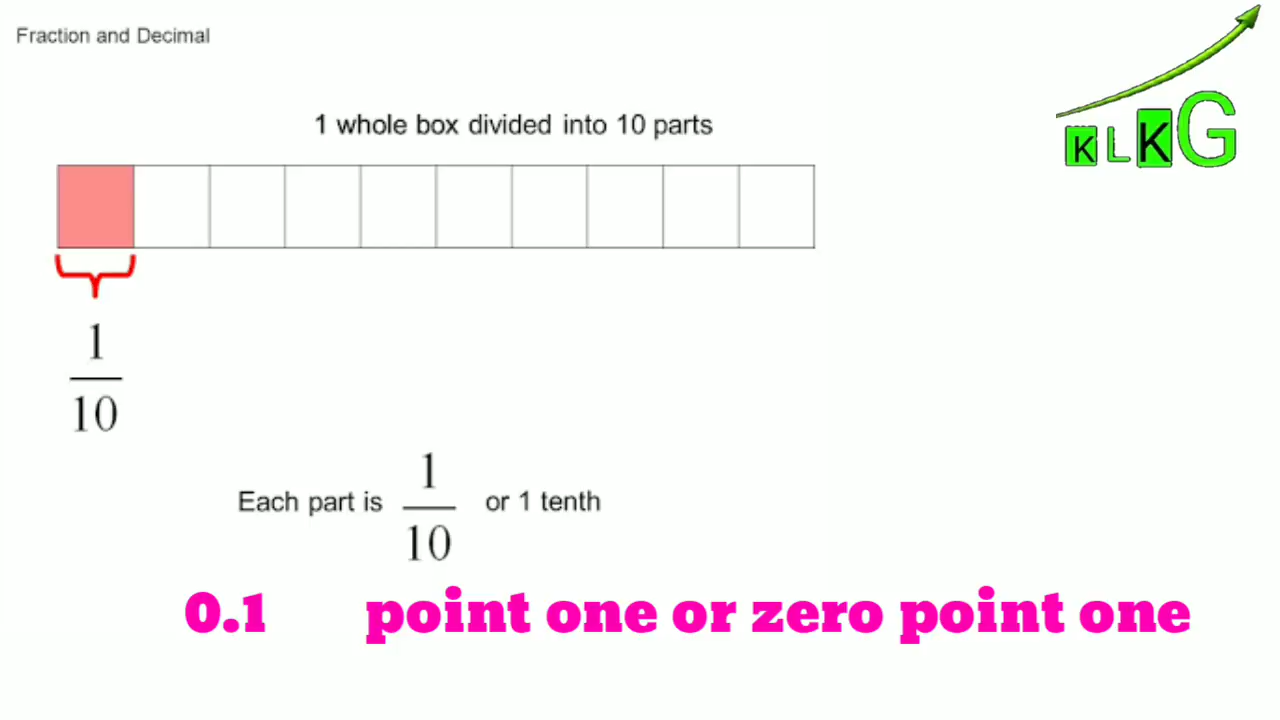 Fraction and Decimal
KLKG
1 whole box divided into 10 parts
1
10
Each part is 1/10 or 1 tenth
0.1 point one or zero point one